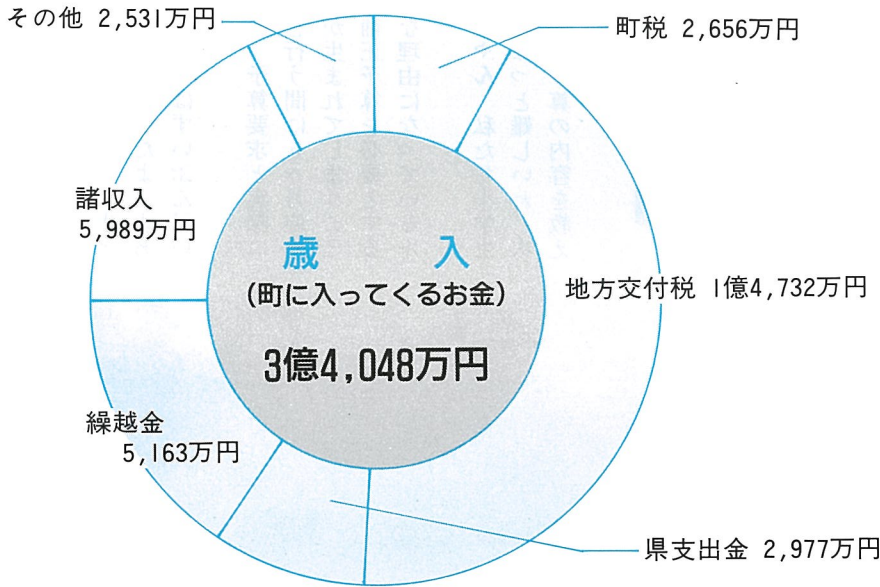 その他 2,531万円
町税 2,656万円
諸収入
5,989万円
歳入
(町に入ってくるお金)
3億4,048万円
地方交付税 1億4,732万円
繰越金
5,163万円
県支出金 2,977万円